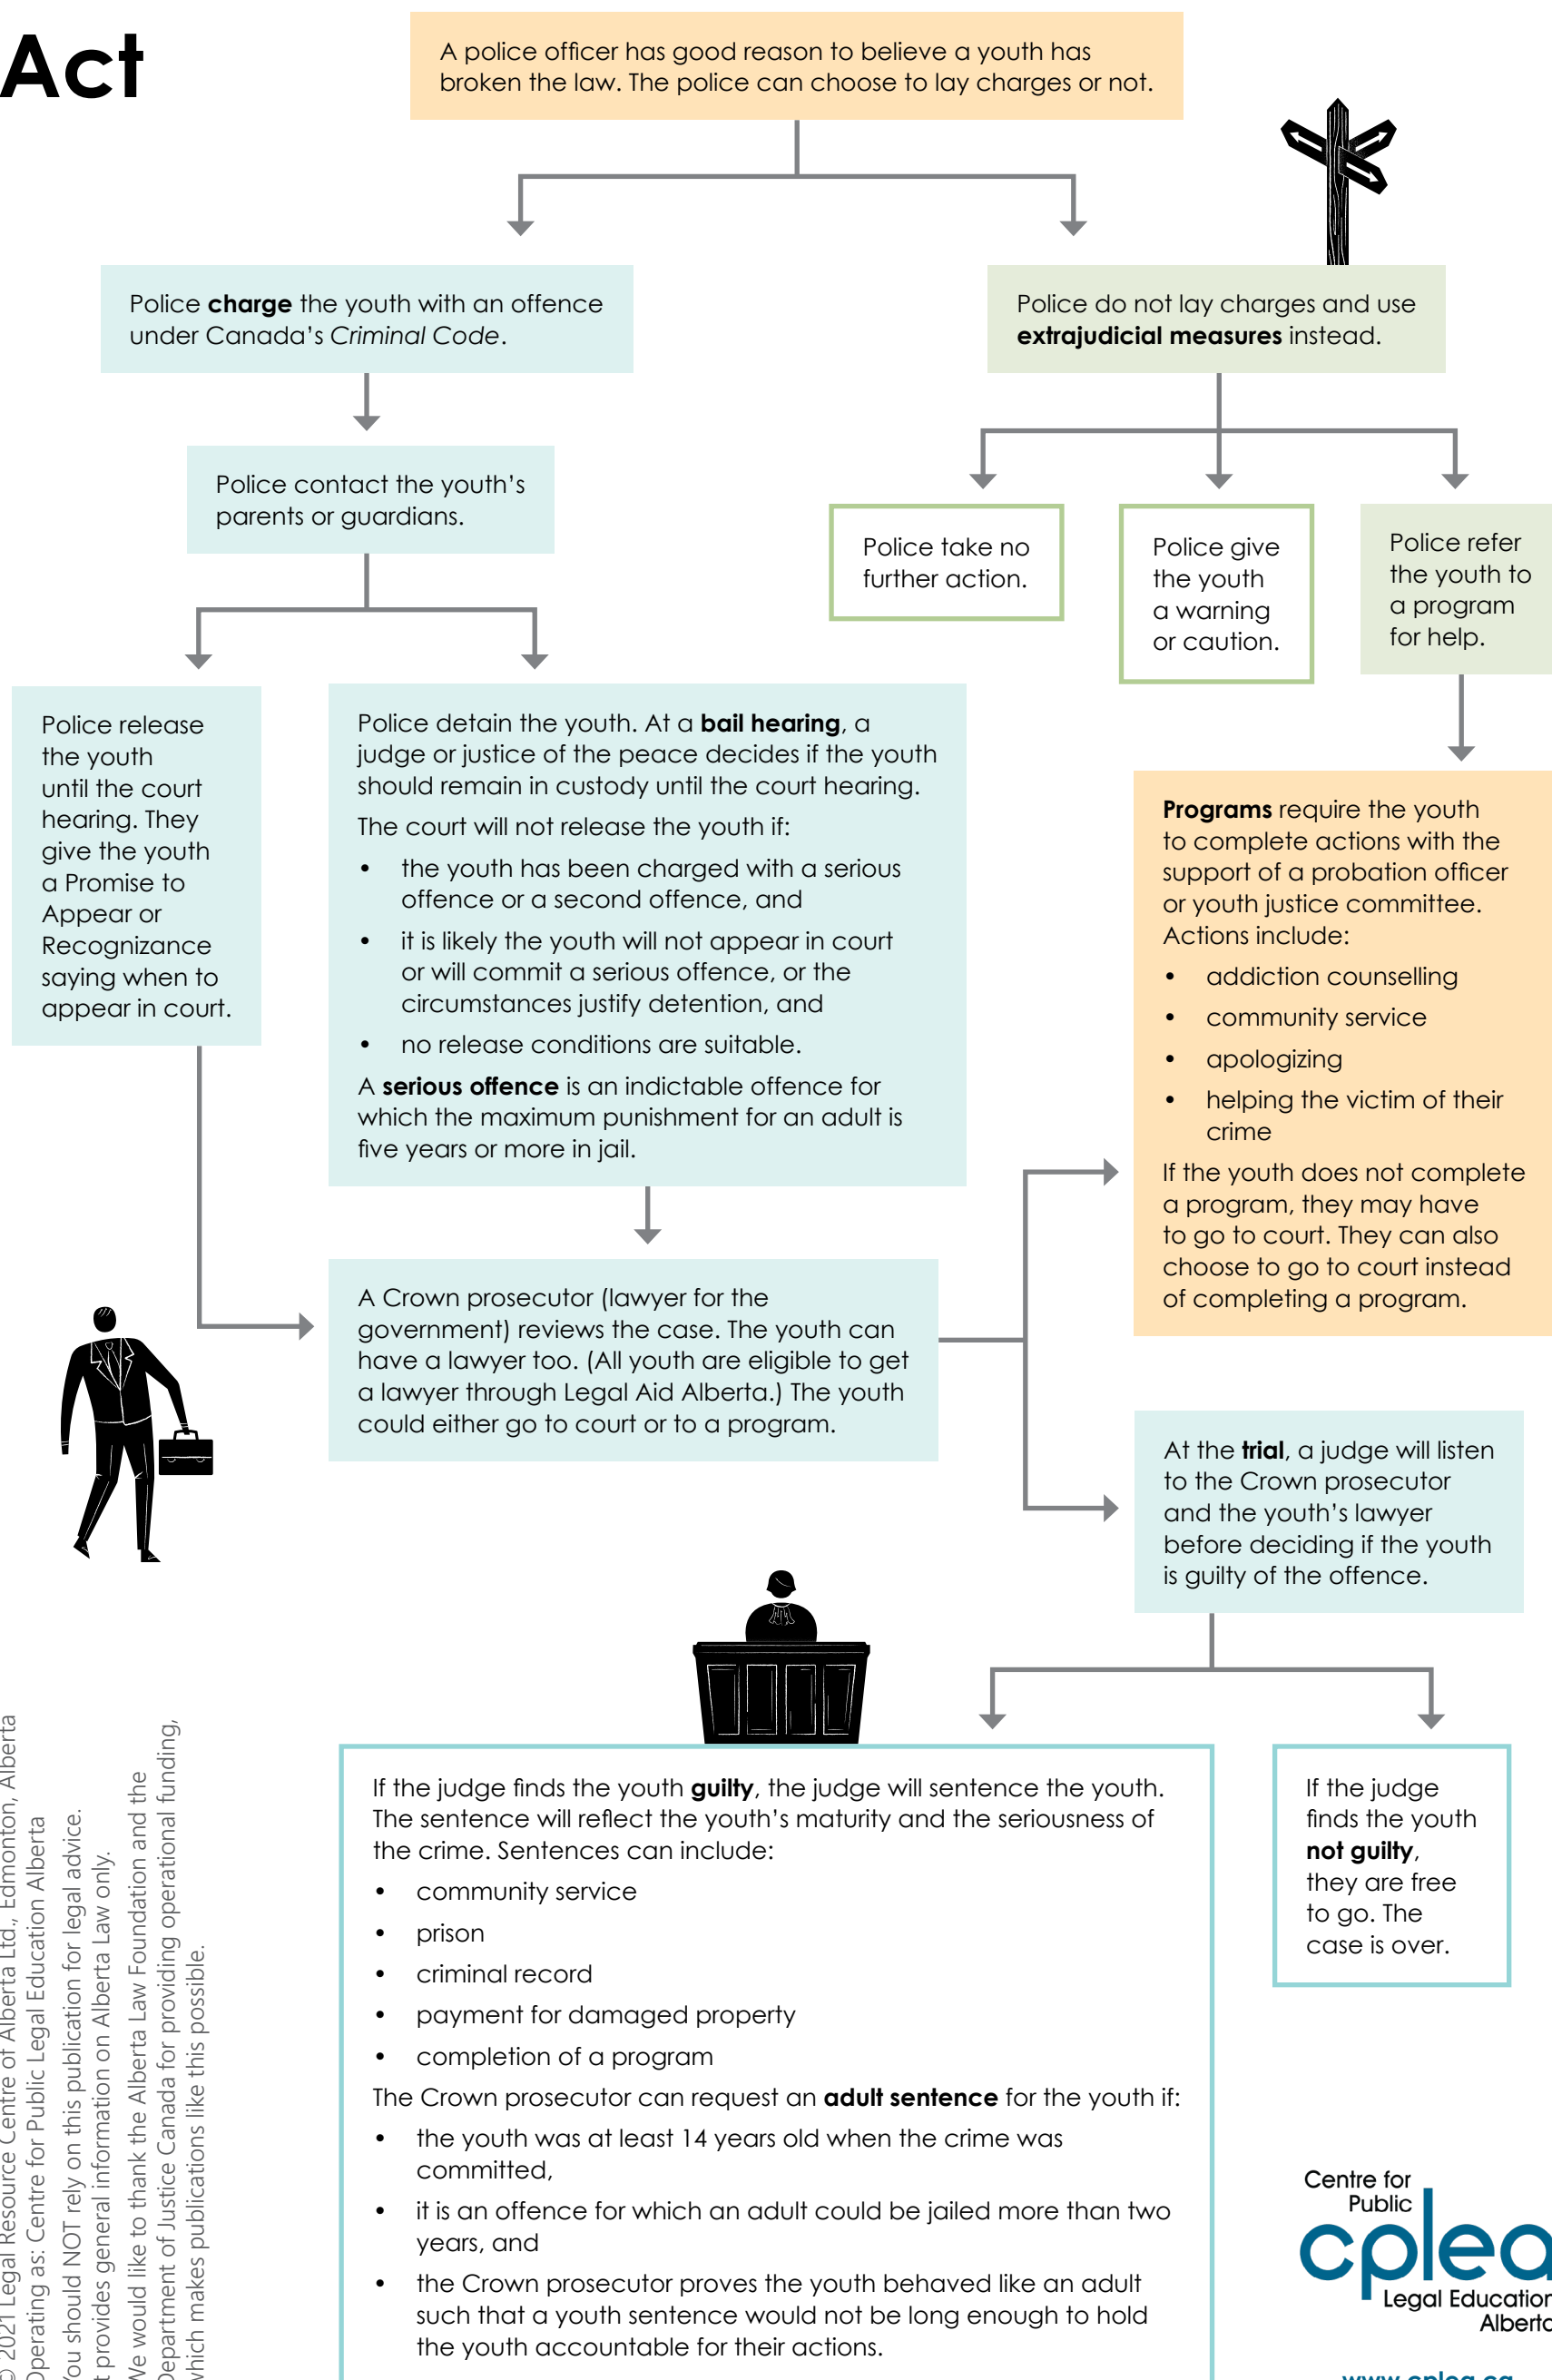 Act
A police officer has good reason to believe a youth has
broken the law. The police can choose to lay charges or not.
Police charge the youth with an offence
under Canada's Criminal Code.
Police do not lay charges and use
extrajudicial measures instead.
Police contact the youth's
parents or guardians.
Police take no
further action.
Police give
the youth
a warning
or caution.
Police refer
the youth to
a program
for help.
Police release
the youth
until the court
hearing. They
give the youth
a Promise to
Appear or
Recognizance
saying when to
appear in court.
Police detain the youth. At a bail hearing, a
judge or justice of the peace decides if the youth
should remain in custody until the court hearing.
The court will not release the youth if:
• the youth has been charged with a serious
offence or a second offence, and
• it is likely the youth will not appear in court
or will commit a serious offence, or the
circumstances justify detention, and
• no release conditions are suitable.
A serious offence is an indictable offence for
which the maximum punishment for an adult is
five years or more in jail.
Programs require the youth
to complete actions with the
support of a probation officer
or youth justice committee.
Actions include:
• addiction counselling
• community service
• apologizing
• helping the victim of their
crime
If the youth does not complete
a program, they may have
to go to court. They can also
choose to go to court instead
of completing a program.
A Crown prosecutor (lawyer for the
government) reviews the case. The youth can
have a lawyer too. (All youth are eligible to get
a lawyer through Legal Aid Alberta.) The youth
could either go to court or to a program.
At the trial, a judge will listen
to the Crown prosecutor
and the youth's lawyer
before deciding if the youth
is guilty of the offence.
If the judge finds the youth guilty, the judge will sentence the youth.
The sentence will reflect the youth's maturity and the seriousness of
the crime. Sentences can include:
• community service
• prison
• criminal record
• payment for damaged property
• completion of a program
The Crown prosecutor can request an adult sentence for the youth if:
• the youth was at least 14 years old when the crime was
committed,
• it is an offence for which an adult could be jailed more than two
years, and
• the Crown prosecutor proves the youth behaved like an adult
such that a youth sentence would not be long enough to hold
the youth accountable for their actions.
If the judge
finds the youth
not guilty,
they are free
to go. The
case is over.
© 2021 Legal Resource Centre of Alberta Ltd., Edmonton, Alberta
Operating as: Centre for Public Legal Education Alberta
You should NOT rely on this publication for legal advice.
It provides general information on Alberta Law only.
We would like to thank the Alberta Law Foundation and the
Department of Justice Canada for providing operational funding,
which makes publications like this possible.
Centre for
Public
cplea
Legal Education
Alberta
www.cplea.ca